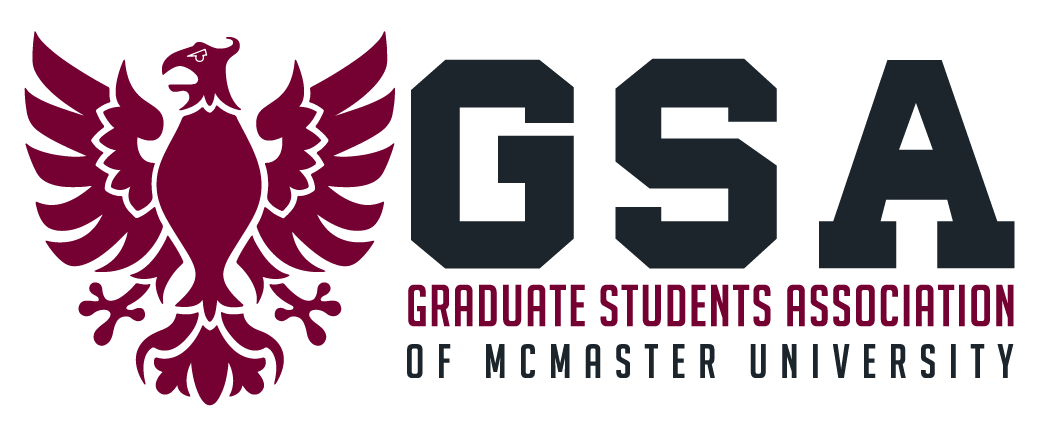 GSA
GRADUATE STUDENTS ASSOCIATION
OF MCMASTER UNIVERSITY